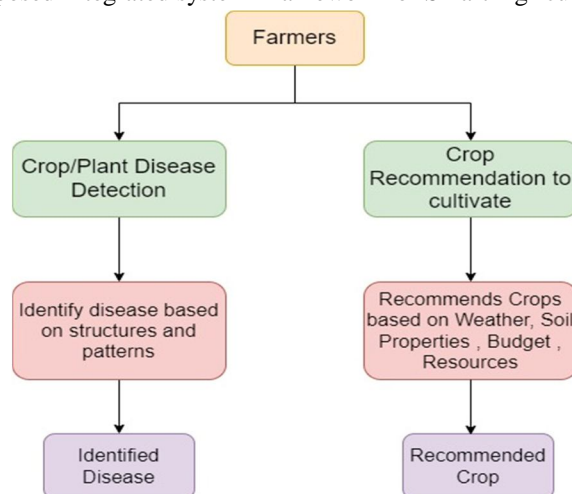 Farmers
Crop/Plant Disease
Detection
Crop
Recommendation to
cultivate
Identify disease based
on structures and
patterns
Recommends Crops
based on Weather, Soil
Properties , Budget ,
Resources
Identified
Disease
Recommended
Crop